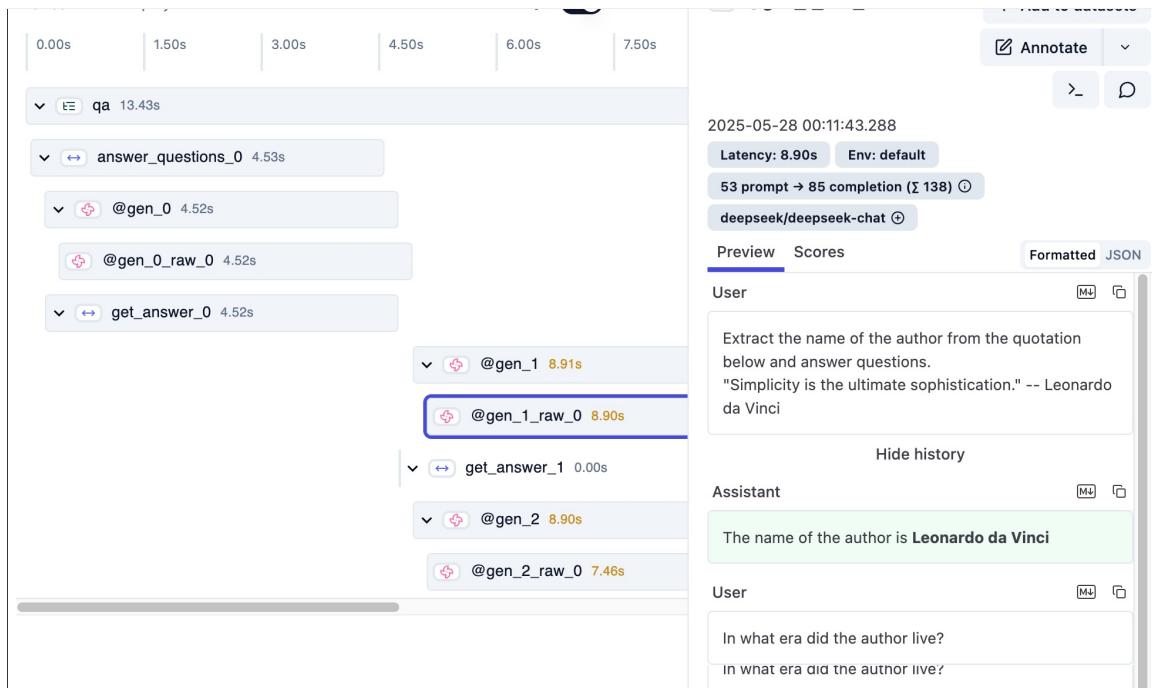 Add to datasets
0.00s 1.50s 3.00s 4.50s 6.00s 7.50s
Annotate
qa 13.43s
answer_questions_0 4.53s
@gen_0 4.52s
@gen_0_raw_0 4.52s
get_answer_0 4.52s
@gen_1 8.91s
@gen_1_raw_0 8.90s
get_answer_1 0.00s
@gen_2 8.90s
@gen_2_raw_0 7.46s
2025-05-28 00:11:43.288
Latency: 8.90s Env: default
53 prompt → 85 completion (∑ 138)
deepseek/deepseek-chat
Preview Scores Formatted JSON
User M↓
Extract the name of the author from the quotation
below and answer questions.
"Simplicity is the ultimate sophistication." -- Leonardo
da Vinci
Hide history
Assistant M↓
The name of the author is Leonardo da Vinci
User M↓
In what era did the author live?
In what era did the author live?